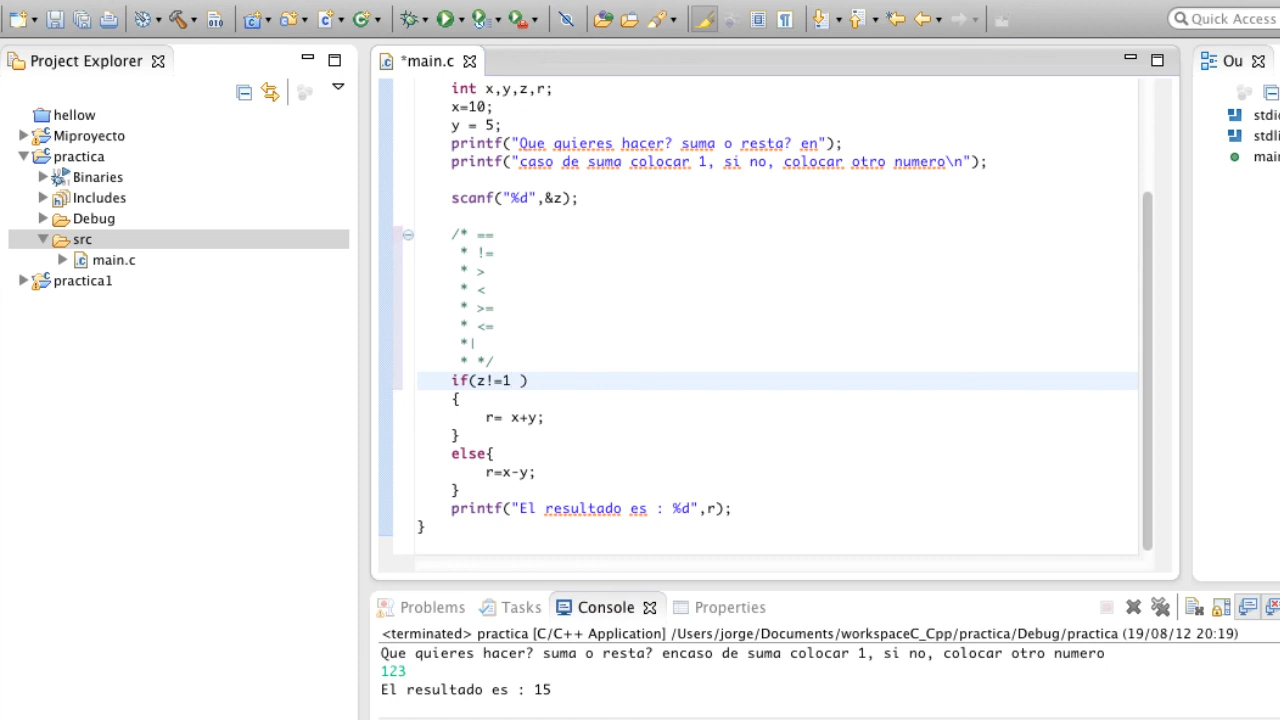 Quick Access
Project Explorer
hellow
Miproyecto
practica
Binaries
Includes
Debug
src
main.c
practica1
*main.c
int x,y,z,r;
x=10;
y = 5;
printf("Que quieres hacer? suma o resta? en");
printf("caso de suma colocar 1, si no, colocar otro numero\n");
scanf("%d",&z);
/* ==
* !=
* >
* <
* >=
* <=
*
* */
if(z!=1 )
{
r= x+y;
}
else{
r=x-y;
}
printf("El resultado es : %d",r);
}
Ou
stdi
stdli
mai
Problems
Tasks
Console
Properties
<terminated> practica [C/C++ Application] /Users/jorge/Documents/workspaceC_Cpp/practica/Debug/practica (19/08/12 20:19)
Que quieres hacer? suma o resta? encaso de suma colocar 1, si no, colocar otro numero
123
El resultado es : 15